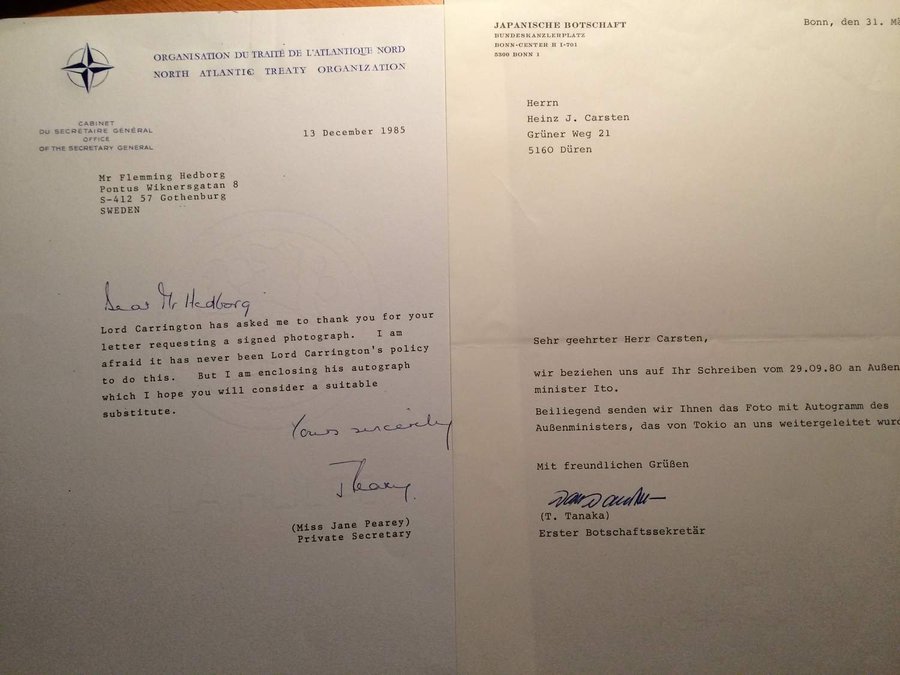 ORGANISATION DU TRAITÉ DE L'ATLANTIQUE NORD
NORTH ATLANTIC TREATY ORGANIZATION
CABINET
DU SECRÉTAIRE GÉNÉRAL
OFFICE
OF THE SECRETARY GENERAL
13 December 1985
Mr Flemming Hedborg
Pontus Wiknersgatan 8
S-412 57 Gothenburg
SWEDEN
Dear Mr Hedborg
Lord Carrington has asked me to thank you for your
letter requesting a signed photograph. I am
afraid it has never been Lord Carrington's policy
to do this. But I am enclosing his autograph
which I hope you will consider a suitable
substitute.
Yours sincerely
J Pearey.
(Miss Jane Pearey)
Private Secretary
JAPANISCHE BOTSCHAFT
BUNDESKANZLERPLATZ
BONN-CENTER H I-701
5300 BONN 1
Bonn, den 31. Mä
Herrn
Heinz J. Carsten
Grüner Weg 21
5160 Düren
Sehr geehrter Herr Carsten,
wir beziehen uns auf Ihr Schreiben vom 29.09.80 an Außen
minister Ito.
Beiliegend senden wir Ihnen das Foto mit Autogramm des
Außenministers, das von Tokio an uns weitergeleitet wurd
Mit freundlichen Grüßen
(T. Tanaka)
Erster Botschaftssekretär